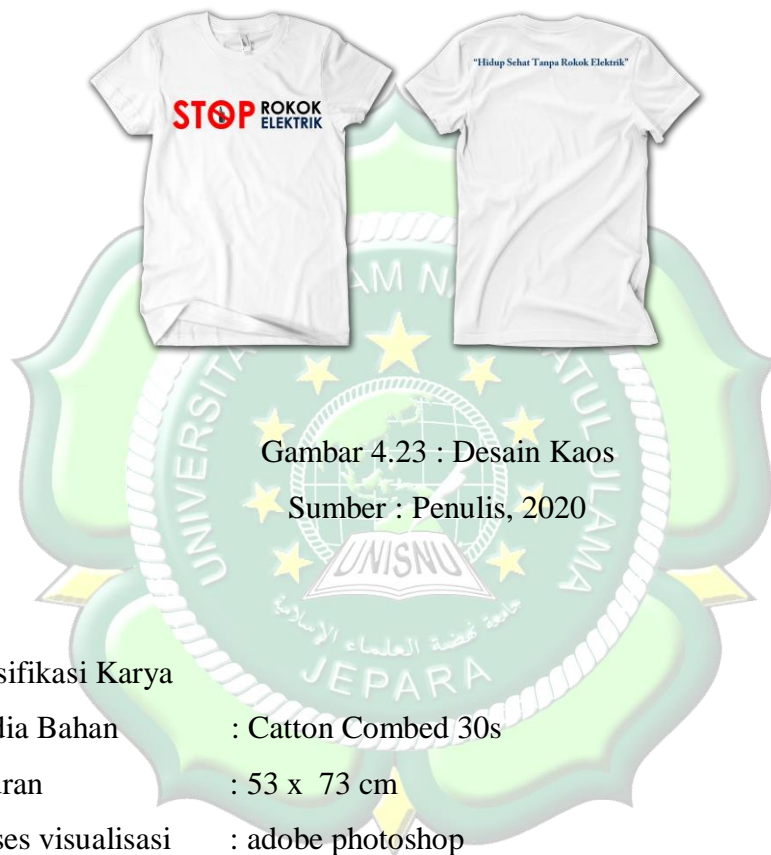 STOP ROKOK
ELEKTRIK
"Hidup Sehat Tanpa Rokok Elektrik"
Gambar 4.23 : Desain Kaos
Sumber : Penulis, 2020
UNISNU
JEPARA
sifikasi Karya
dia Bahan : Catton Combed 30s
uran : 53 x 73 cm
ses visualisasi : adobe photoshop